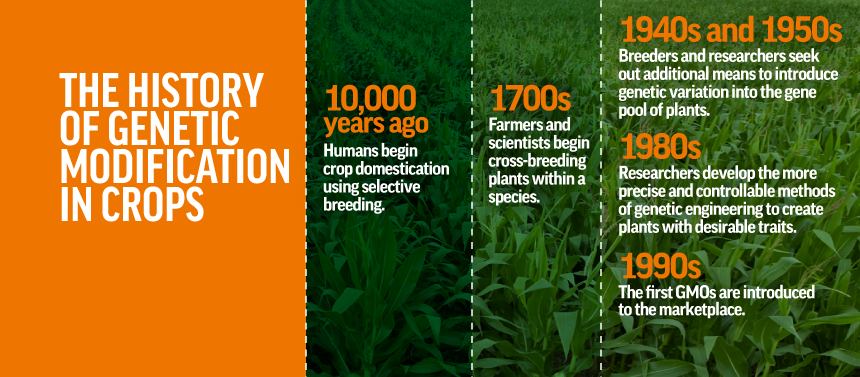 THE HISTORY
OF GENETIC
MODIFICATION
IN CROPS
10,000
years ago
Humans begin
crop domestication
using selective
breeding.
1700s
Farmers and
scientists begin
cross-breeding
plants within a
species.
1940s and 1950s
Breeders and researchers seek
out additional means to introduce
genetic variation into the gene
pool of plants.
1980s
Researchers develop the more
precise and controllable methods
of genetic engineering to create
plants with desirable traits.
1990s
The first GMOs are introduced
to the marketplace.